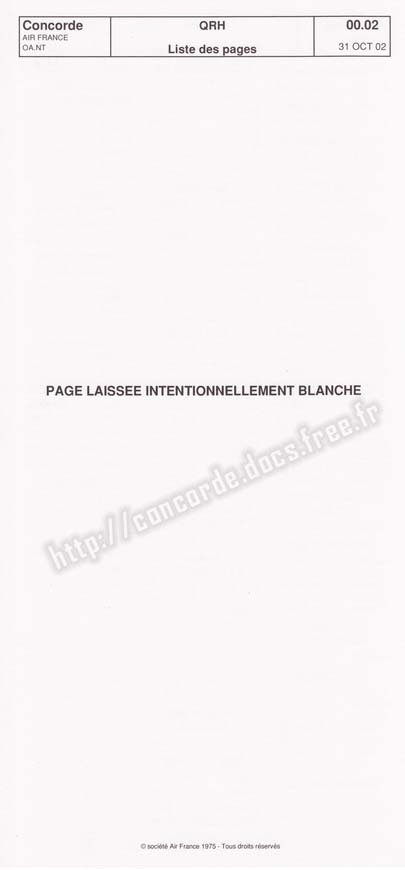 Concorde
AIR FRANCE
OA.NT
QRH
Liste des pages
00.02
31 OCT 02
PAGE LAISSEE INTENTIONNELLEMENT BLANCHE
http://concorde.docs.free.fr
© société Air France 1975 - Tous droits réservés